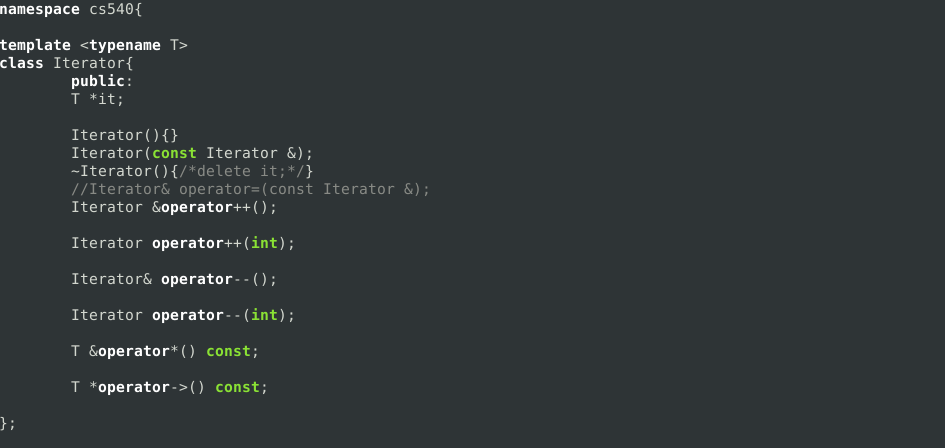 namespace cs540{
template <typename T>
class Iterator{
public:
T *it;
Iterator(){}
Iterator(const Iterator &);
~Iterator(){/*delete it;*/}
//Iterator& operator=(const Iterator &);
Iterator &operator++();
Iterator operator++(int);
Iterator& operator--();
Iterator operator--(int);
T &operator*() const;
T *operator->() const;
};